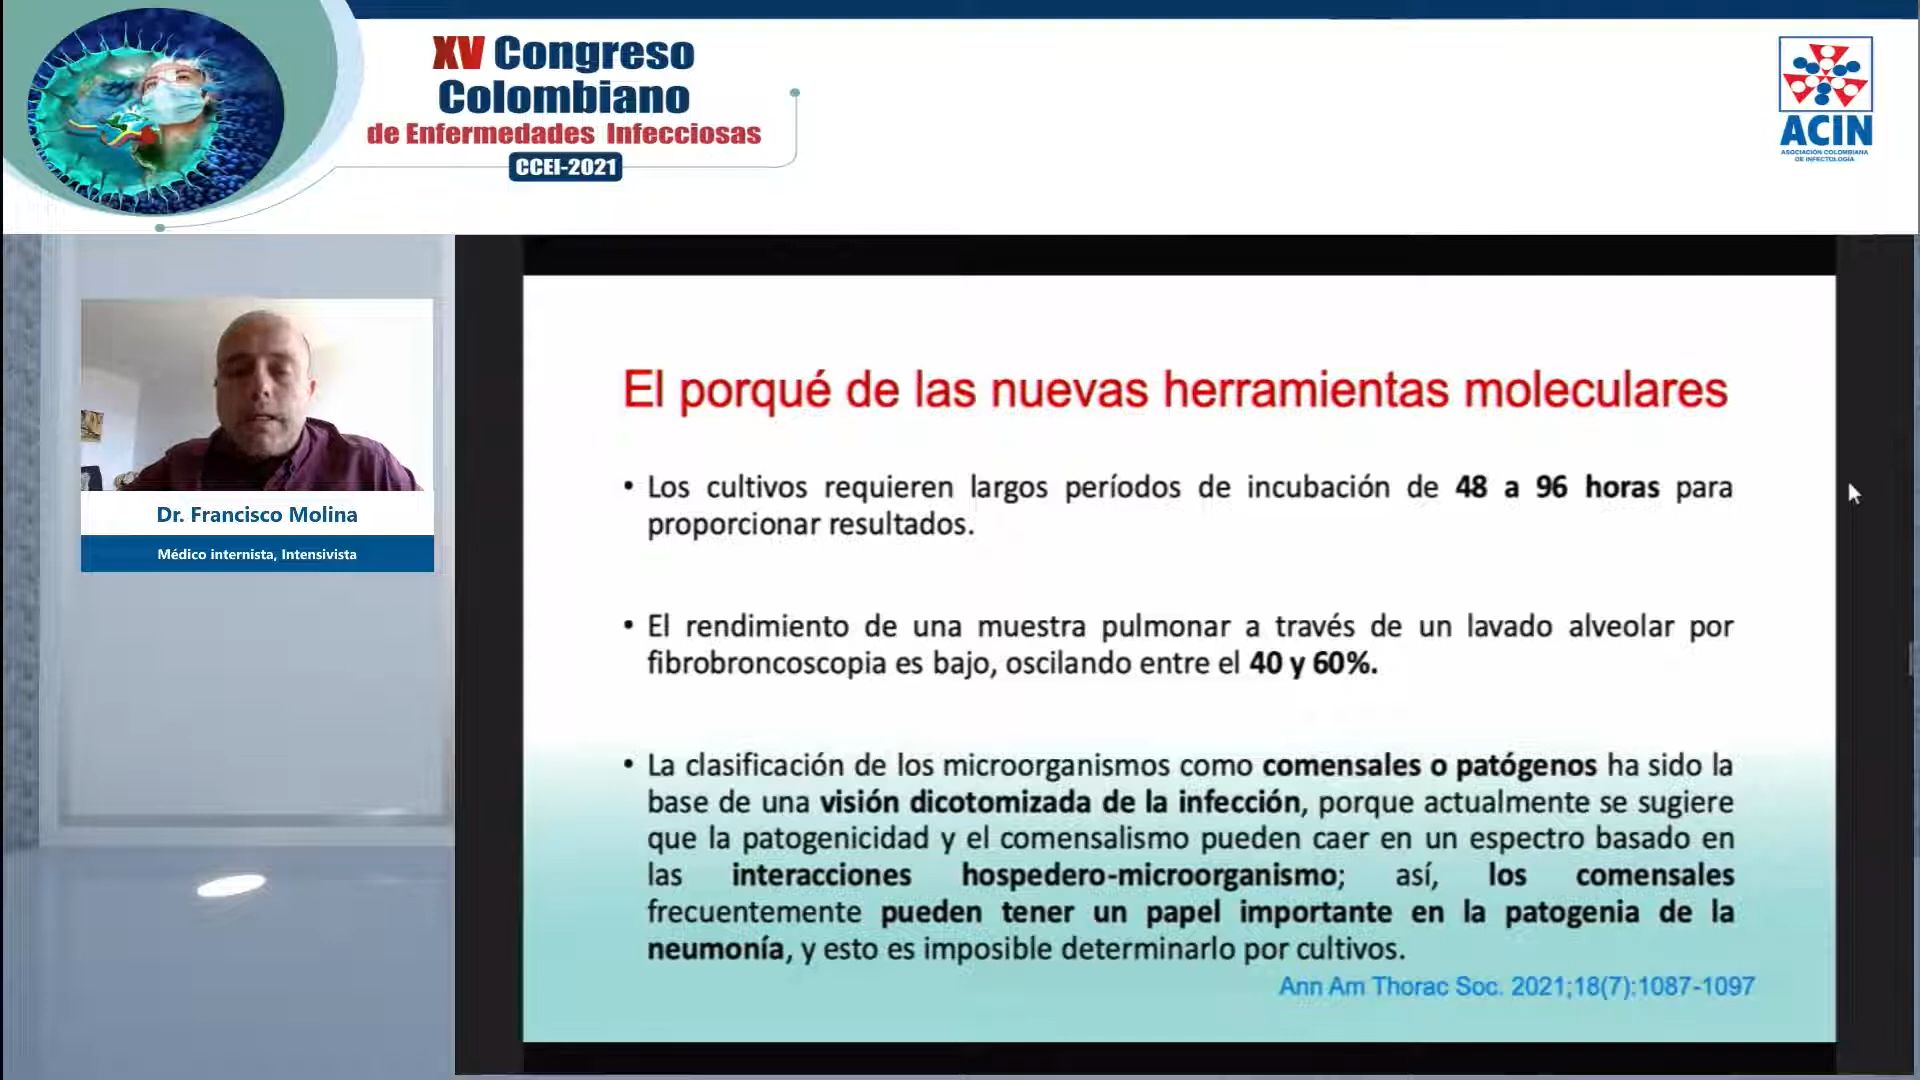 XV Congreso
Colombiano
de Enfermedades Infecciosas
CCEI-2021
ACIN
ASOCIACIÓN COLOMBIANA
DE INFECTOLOGÍA
Dr. Francisco Molina
Médico internista, Intensivista
El porqué de las nuevas herramientas moleculares
• Los cultivos requieren largos períodos de incubación de 48 a 96 horas para
proporcionar resultados.
• El rendimiento de una muestra pulmonar a través de un lavado alveolar por
fibrobroncoscopia es bajo, oscilando entre el 40 y 60%.
• La clasificación de los microorganismos como comensales o patógenos ha sido la
base de una visión dicotomizada de la infección, porque actualmente se sugiere
que la patogenicidad y el comensalismo pueden caer en un espectro basado en
las interacciones hospedero-microorganismo; así, los comensales
frecuentemente pueden tener un papel importante en la patogenia de la
neumonía, y esto es imposible determinarlo por cultivos.
Ann Am Thorac Soc. 2021;18(7):1087-1097